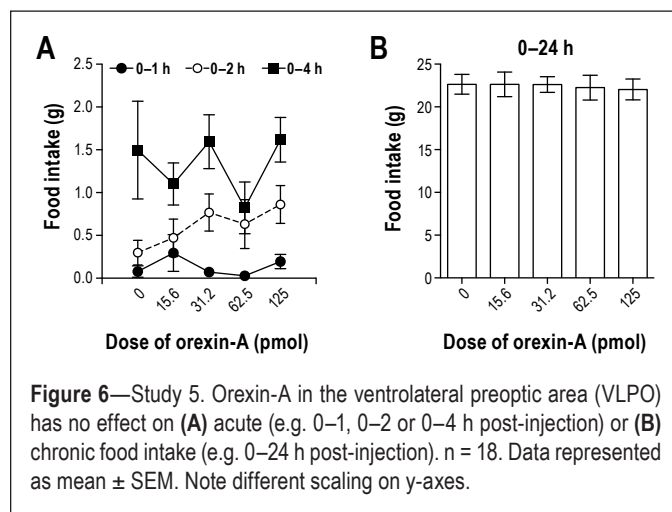 A
0–1 h 0–2 h 0–4 h
2.5
2.0
1.5
1.0
0.5
0.0
Food intake (g)
0 15.6 31.2 62.5 125
Dose of orexin-A (pmol)
B
0–24 h
25
20
15
10
5
0
Food intake (g)
0 15.6 31.2 62.5 125
Dose of orexin-A (pmol)
Figure 6—Study 5. Orexin-A in the ventrolateral preoptic area (VLPO)
has no effect on (A) acute (e.g. 0–1, 0–2 or 0–4 h post-injection) or (B)
chronic food intake (e.g. 0–24 h post-injection). n = 18. Data represented
as mean ± SEM. Note different scaling on y-axes.